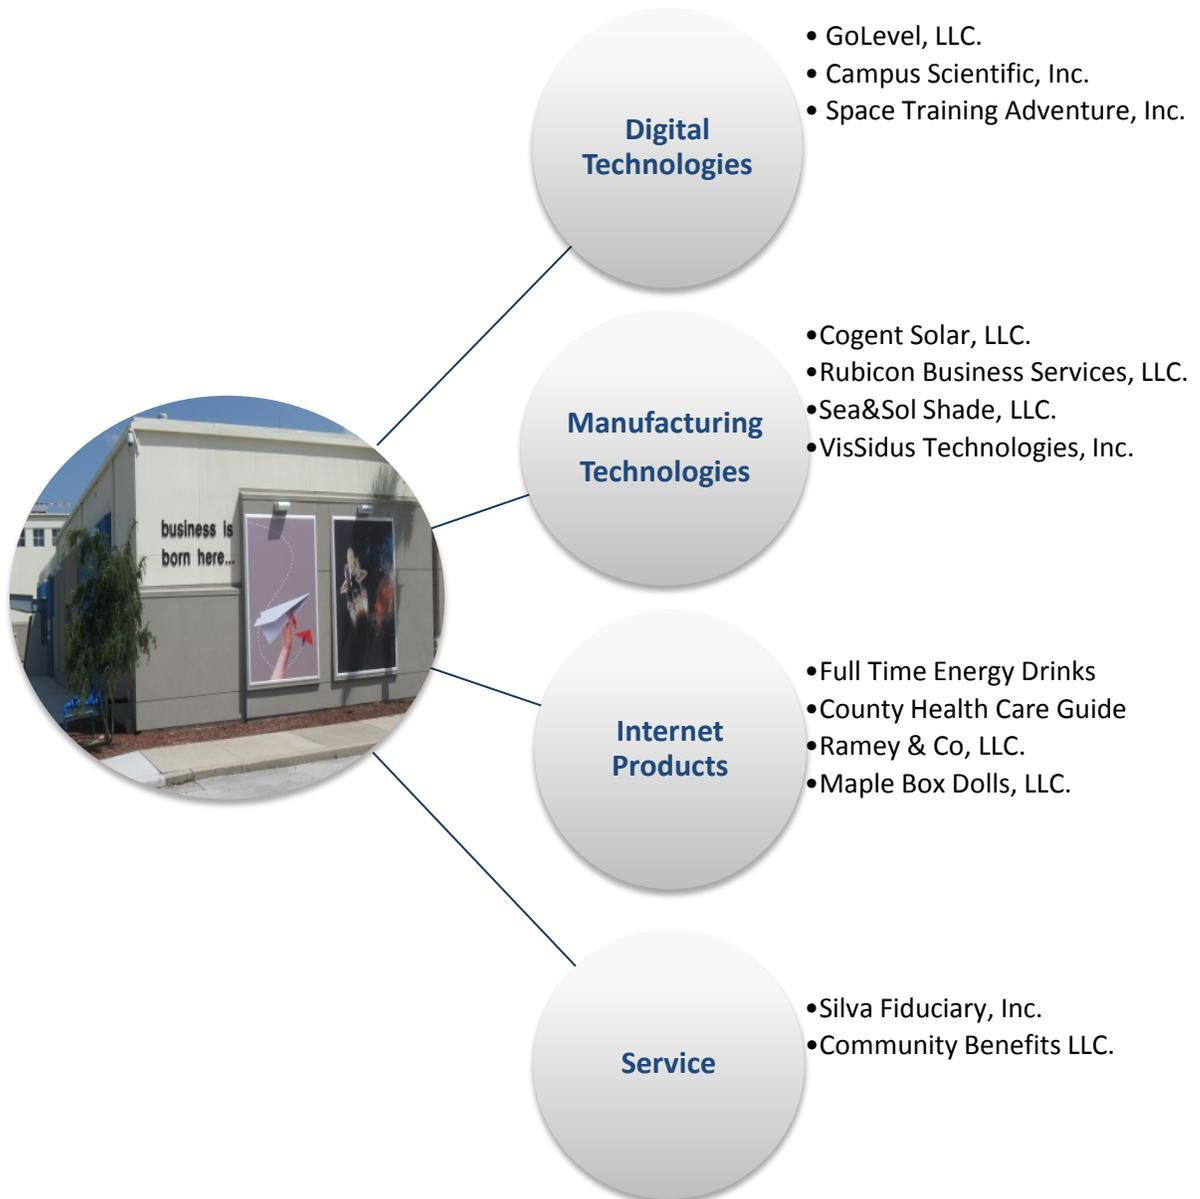 Digital
Technologies
• GoLevel, LLC.
• Campus Scientific, Inc.
• Space Training Adventure, Inc.
Manufacturing
Technologies
•Cogent Solar, LLC.
•Rubicon Business Services, LLC.
•Sea&Sol Shade, LLC.
•VisSidus Technologies, Inc.
business is
born here...
Internet
Products
•Full Time Energy Drinks
•County Health Care Guide
•Ramey & Co, LLC.
•Maple Box Dolls, LLC.
Service
•Silva Fiduciary, Inc.
•Community Benefits LLC.